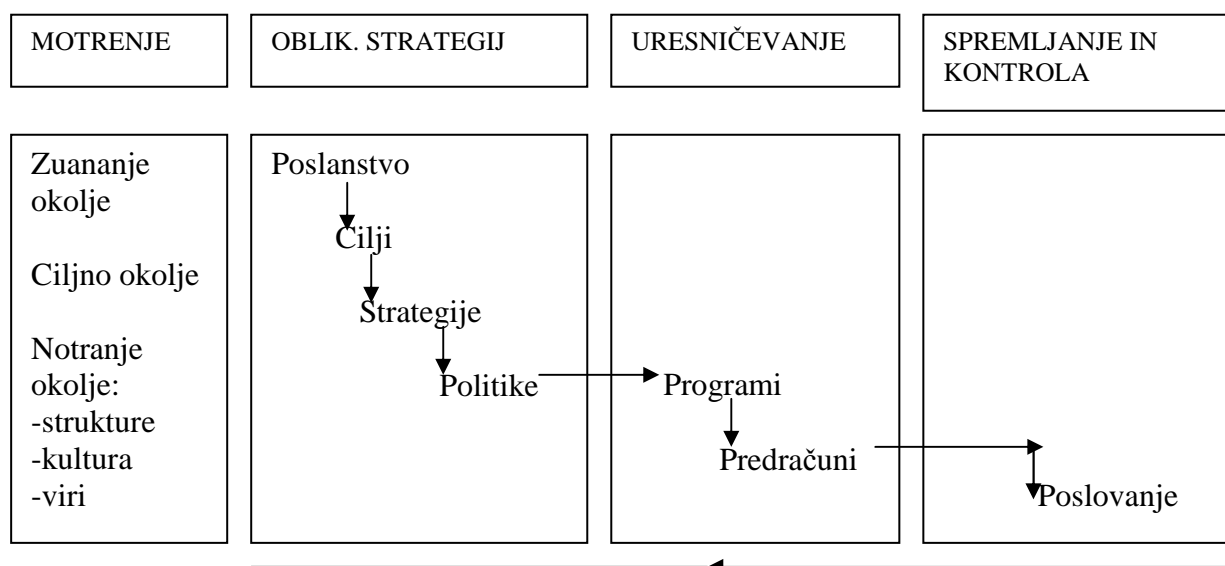 MOTRENJE
OBLIK. STRATEGIJ
URESNIČEVANJE
SPREMLJANJE IN
KONTROLA
Zuananje
okolje
Ciljno okolje
Notranje
okolje:
-strukture
-kultura
-viri
Poslanstvo
Cilji
Strategije
Politike
Programi
Predračuni
Poslovanje